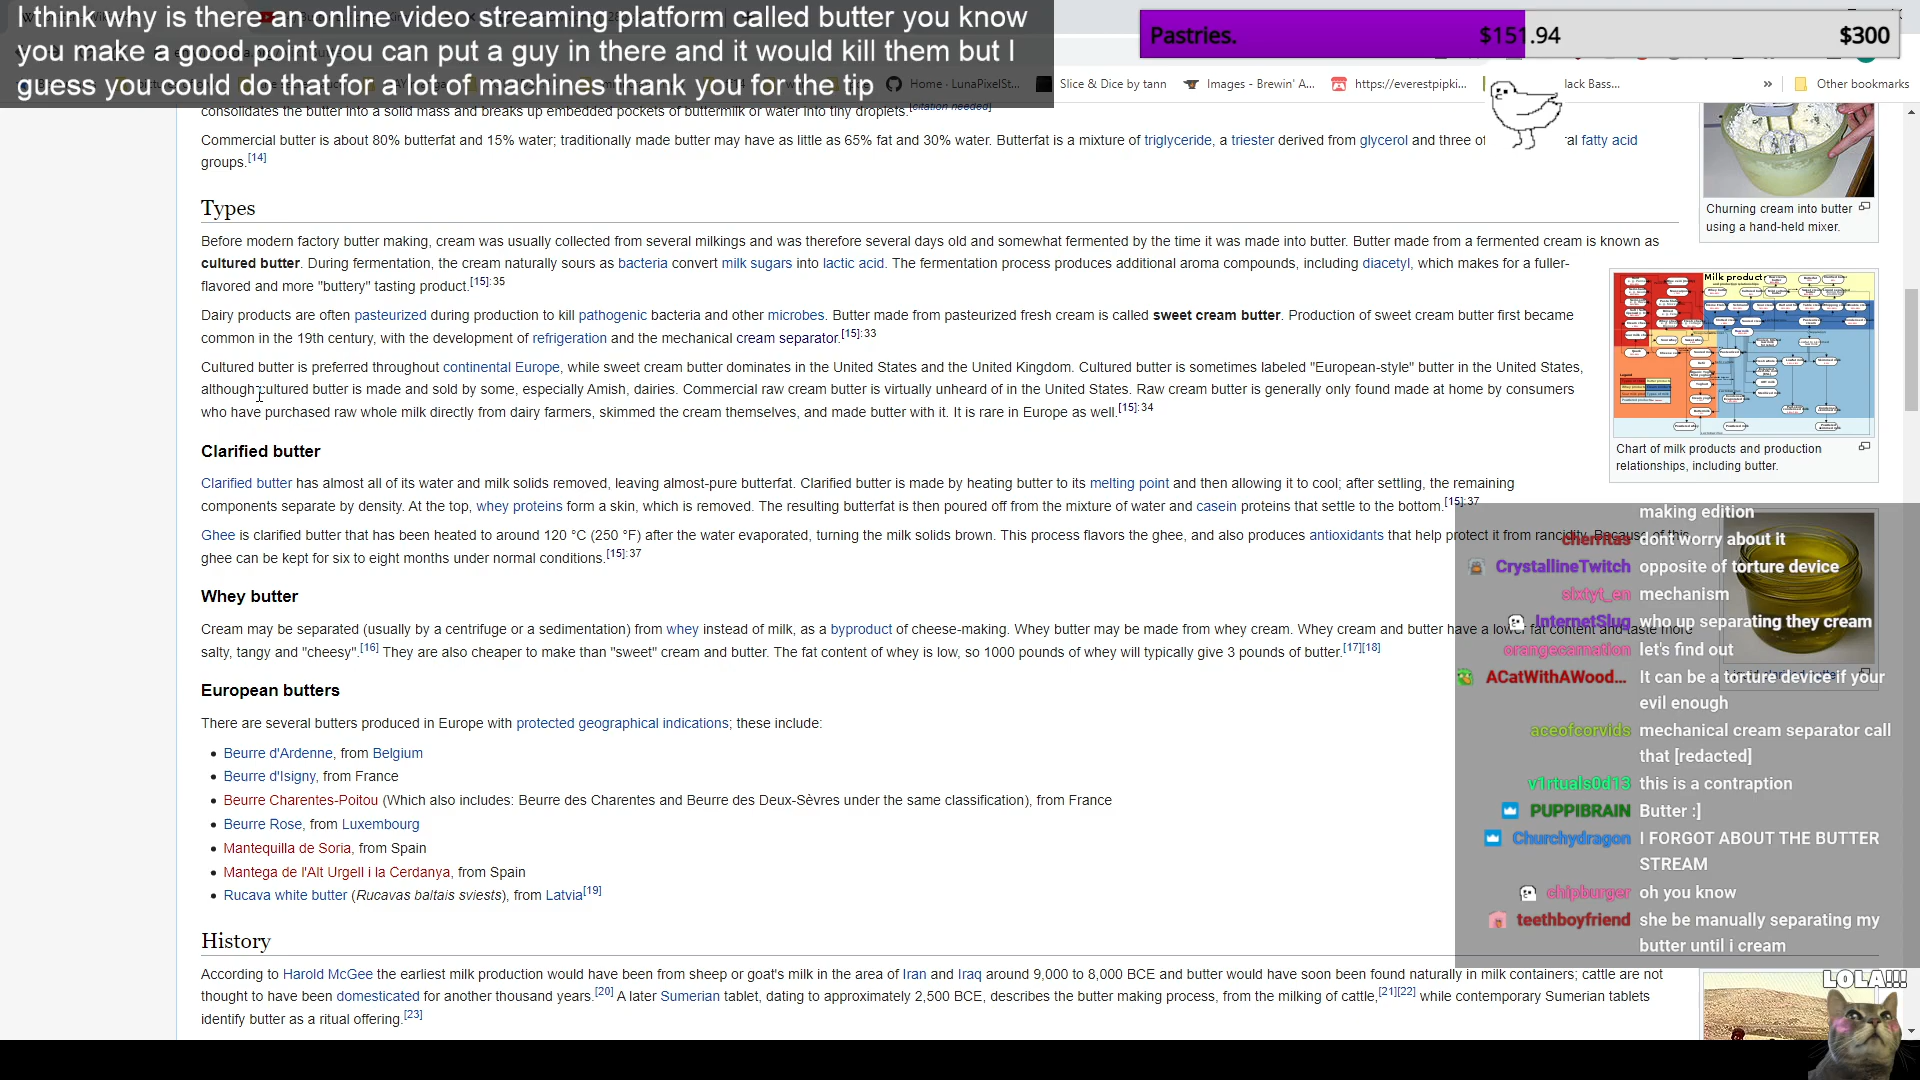 I think why is there an online video streaming platform called butter you know
you make a good point you can put a guy in there and it would kill them but I
guess you could do that for a lot of machines thank you for the tip
Pastries.
$151.94
$300
Home - LunaPixelSt...
Slice & Dice by tann
Images - Brewin' A...
https://everestpipki...
lack Bass...
»
Other bookmarks
consolidates the butter into a solid mass and breaks up embedded pockets of buttermilk or water into tiny droplets.[citation needed]
Commercial butter is about 80% butterfat and 15% water; traditionally made butter may have as little as 65% fat and 30% water. Butterfat is a mixture of triglyceride, a triester derived from glycerol and three of
al fatty acid
groups.[14]
Churning cream into butter
using a hand-held mixer.
Types
Before modern factory butter making, cream was usually collected from several milkings and was therefore several days old and somewhat fermented by the time it was made into butter. Butter made from a fermented cream is known as
cultured butter. During fermentation, the cream naturally sours as bacteria convert milk sugars into lactic acid. The fermentation process produces additional aroma compounds, including diacetyl, which makes for a fuller-
flavored and more "buttery" tasting product.[15]:35
Dairy products are often pasteurized during production to kill pathogenic bacteria and other microbes. Butter made from pasteurized fresh cream is called sweet cream butter. Production of sweet cream butter first became
common in the 19th century, with the development of refrigeration and the mechanical cream separator.[15]:33
Cultured butter is preferred throughout continental Europe, while sweet cream butter dominates in the United States and the United Kingdom. Cultured butter is sometimes labeled "European-style" butter in the United States,
although cultured butter is made and sold by some, especially Amish, dairies. Commercial raw cream butter is virtually unheard of in the United States. Raw cream butter is generally only found made at home by consumers
who have purchased raw whole milk directly from dairy farmers, skimmed the cream themselves, and made butter with it. It is rare in Europe as well.[15]:34
Milk product
Chart of milk products and production
relationships, including butter.
Clarified butter
Clarified butter has almost all of its water and milk solids removed, leaving almost-pure butterfat. Clarified butter is made by heating butter to its melting point and then allowing it to cool; after settling, the remaining
components separate by density. At the top, whey proteins form a skin, which is removed. The resulting butterfat is then poured off from the mixture of water and casein proteins that settle to the bottom.[15]:37
Ghee is clarified butter that has been heated to around 120 °C (250 °F) after the water evaporated, turning the milk solids brown. This process flavors the ghee, and also produces antioxidants that help protect it from rancidity. Because of this,
ghee can be kept for six to eight months under normal conditions.[15]:37
Whey butter
Cream may be separated (usually by a centrifuge or a sedimentation) from whey instead of milk, as a byproduct of cheese-making. Whey butter may be made from whey cream. Whey cream and butter have a lower fat content and taste more
salty, tangy and "cheesy".[16] They are also cheaper to make than "sweet" cream and butter. The fat content of whey is low, so 1000 pounds of whey will typically give 3 pounds of butter.[17][18]
European butters
There are several butters produced in Europe with protected geographical indications; these include:
• Beurre d'Ardenne, from Belgium
• Beurre d'Isigny, from France
• Beurre Charentes-Poitou (Which also includes: Beurre des Charentes and Beurre des Deux-Sèvres under the same classification), from France
• Beurre Rose, from Luxembourg
• Mantequilla de Soria, from Spain
• Mantega de l'Alt Urgell i la Cerdanya, from Spain
• Rucava white butter (Rucavas baltais sviests), from Latvia[19]
History
According to Harold McGee the earliest milk production would have been from sheep or goat's milk in the area of Iran and Iraq around 9,000 to 8,000 BCE and butter would have soon been found naturally in milk containers; cattle are not
thought to have been domesticated for another thousand years.[20] A later Sumerian tablet, dating to approximately 2,500 BCE, describes the butter making process, from the milking of cattle,[21][22] while contemporary Sumerian tablets
identify butter as a ritual offering.[23]
making edition
cherritas dont worry about it
CrystallineTwitch opposite of torture device
sixtyt_en mechanism
InternetSlug who up separating they cream
orangecarnation let's find out
ACatWithAWood... It can be a torture device if your
evil enough
aceofcorvids mechanical cream separator call
that [redacted]
v1rtuals0d13 this is a contraption
PUPPIBRAIN Butter :]
Churchydragon I FORGOT ABOUT THE BUTTER
STREAM
chipburger oh you know
teethboyfriend she be manually separating my
butter until i cream
LOLA!!!